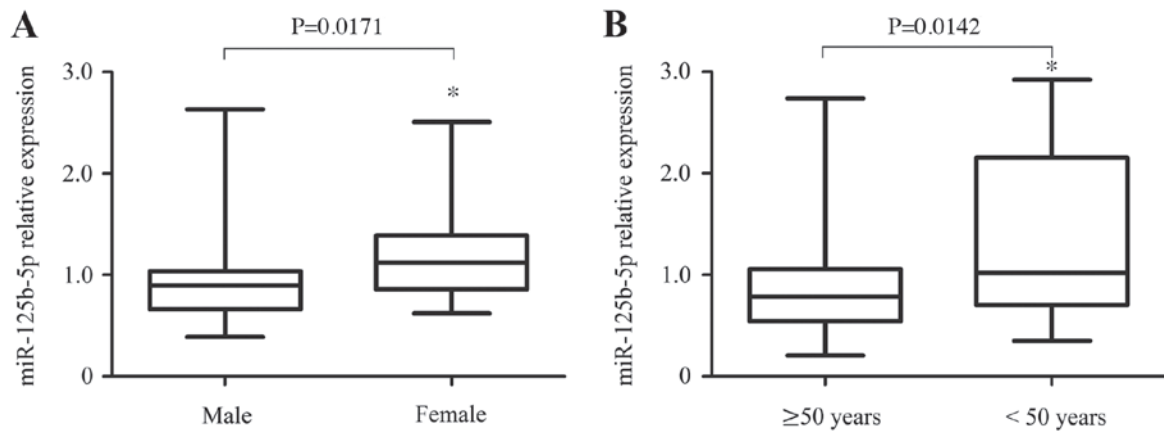 A
P=0.0171
miR-125b-5p relative expression
3.0
*
2.0
1.0
0
Male Female
B
P=0.0142
miR-125b-5p relative expression
3.0
*
2.0
1.0
0
≥50 years < 50 years